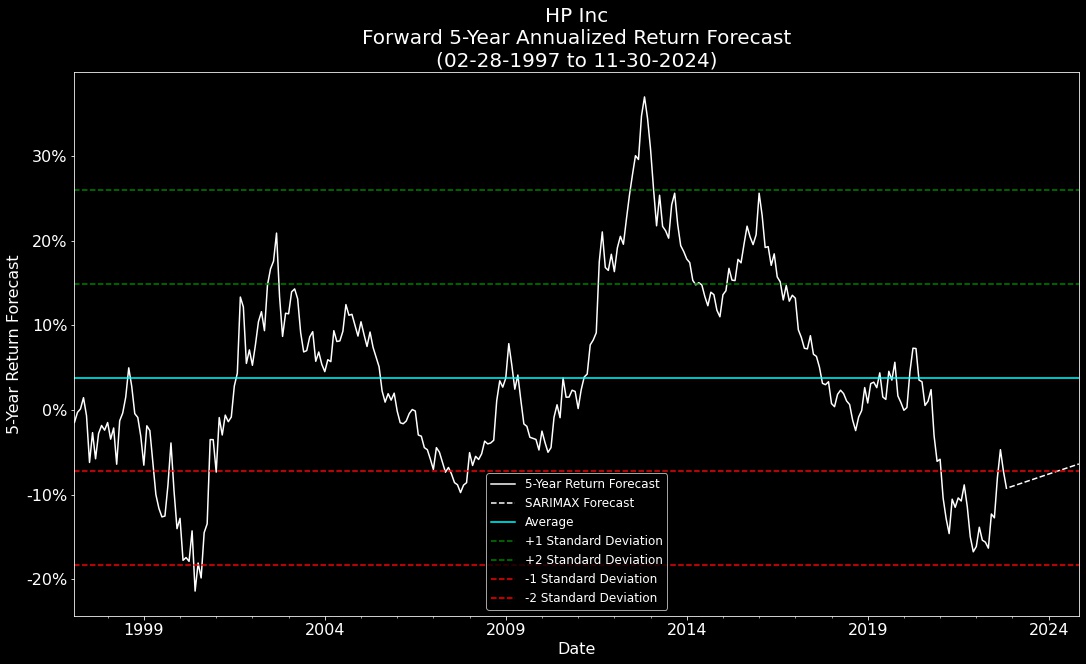 HP Inc
Forward 5-Year Annualized Return Forecast
(02-28-1997 to 11-30-2024)
5-Year Return Forecast
30%
20%
10%
0%
-10%
-20%
5-Year Return Forecast
SARIMAX Forecast
Average
+1 Standard Deviation
+2 Standard Deviation
-1 Standard Deviation
-2 Standard Deviation
1999 2004 2009 2014 2019 2024
Date